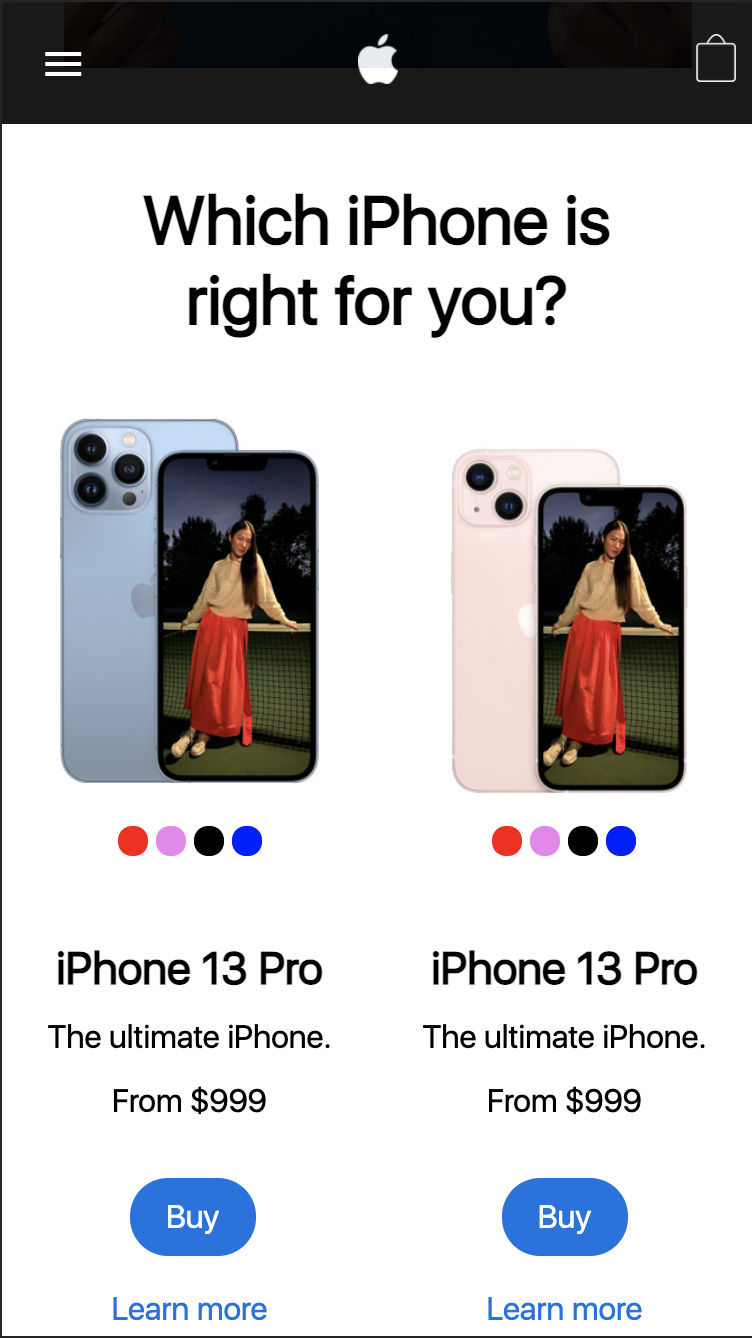 Which iPhone is
right for you?
iPhone 13 Pro
The ultimate iPhone.
From $999
Buy
Learn more
iPhone 13 Pro
The ultimate iPhone.
From $999
Buy
Learn more